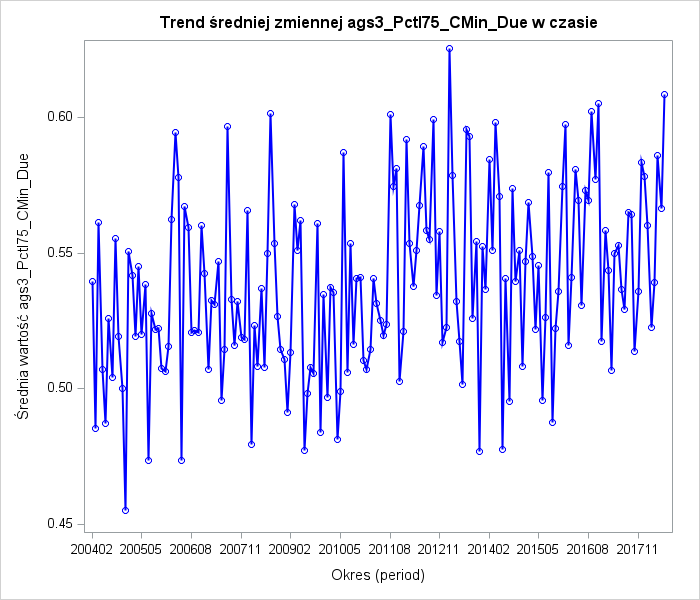 Trend średniej zmiennej ags3_Pctl75_CMin_Due w czasie
Średnia wartość ags3_Pctl75_CMin_Due
0.60
0.55
0.50
0.45
200402 200505 200608 200711 200902 201005 201108 201211 201402 201505 201608 201711
Okres (period)